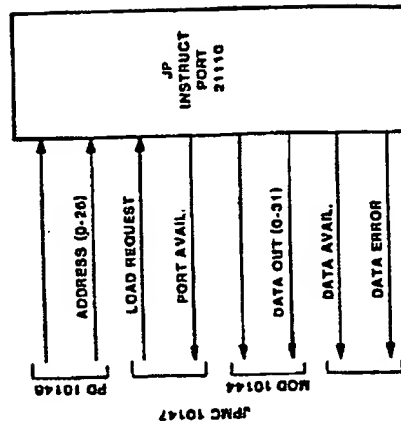 JP
INSTRUCT
PORT
21110
ADDRESS (0-26)
LOAD REQUEST
PORT AVAIL.
DATA OUT (0-31)
DATA AVAIL.
DATA ERROR
PD 10146
MOD 10144
JPMC 10147